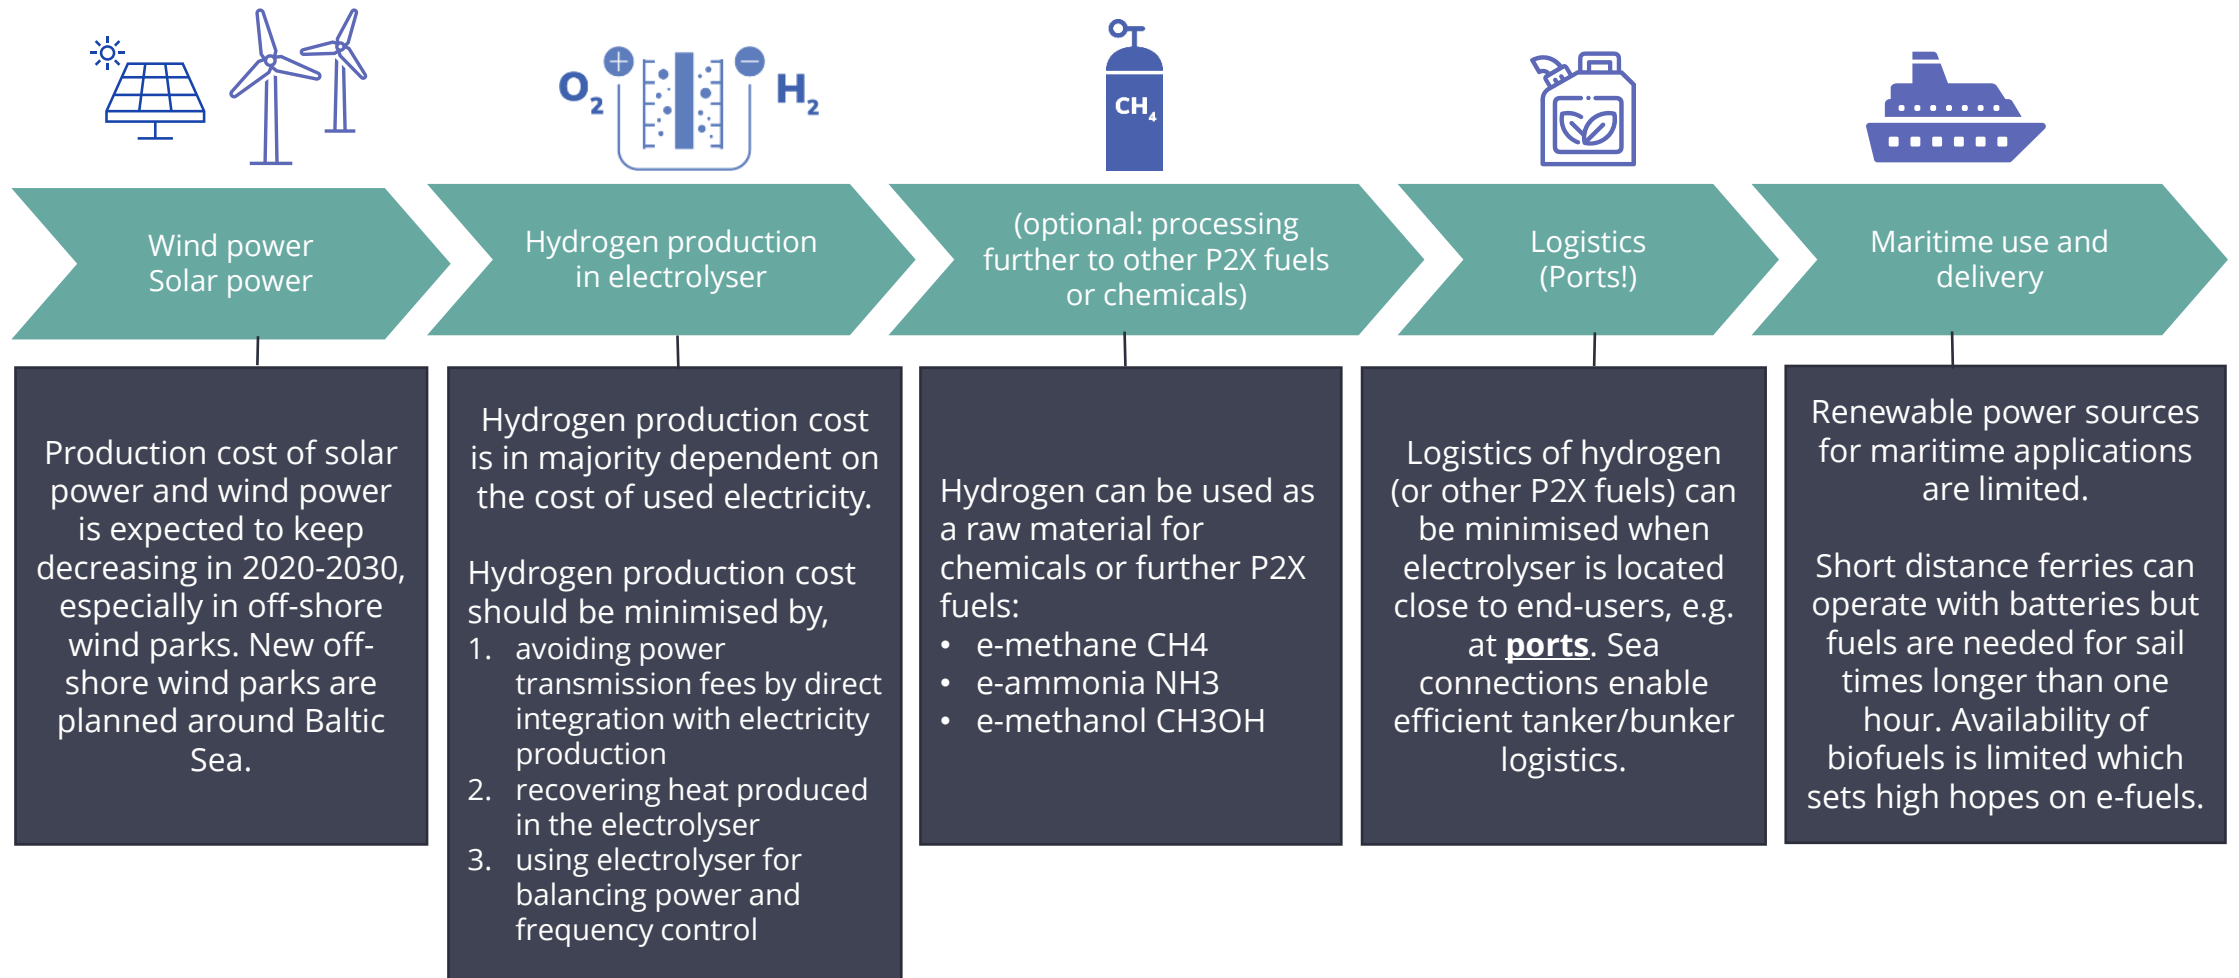 O2
H2
CH4
Wind power
Solar power
Hydrogen production
in electrolyser
(optional: processing
further to other P2X fuels
or chemicals)
Logistics
(Ports!)
Maritime use and
delivery
Production cost of solar
power and wind power
is expected to keep
decreasing in 2020-2030,
especially in off-shore
wind parks. New off-
shore wind parks are
planned around Baltic
Sea.
Hydrogen production cost
is in majority dependent on
the cost of used electricity.
Hydrogen production cost
should be minimised by,
1. avoiding power
transmission fees by direct
integration with electricity
production
2. recovering heat produced
in the electrolyser
3. using electrolyser for
balancing power and
frequency control
Hydrogen can be used as
a raw material for
chemicals or further P2X
fuels:
• e-methane CH4
• e-ammonia NH3
• e-methanol CH3OH
Logistics of hydrogen
(or other P2X fuels) can
be minimised when
electrolyser is located
close to end-users, e.g.
at ports. Sea
connections enable
efficient tanker/bunker
logistics.
Renewable power sources
for maritime applications
are limited.
Short distance ferries can
operate with batteries but
fuels are needed for sail
times longer than one
hour. Availability of
biofuels is limited which
sets high hopes on e-fuels.